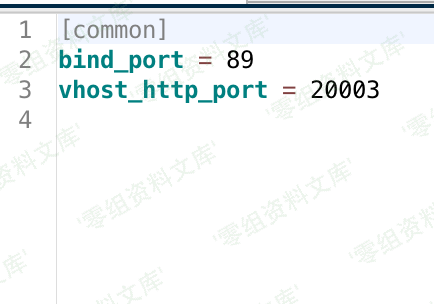 1 [common]
2 bind_port = 89
3 vhost_http_port = 20003
4
'零组资料文库'
'零组资料文库'
'零组资料文库'
'零组资料文库'